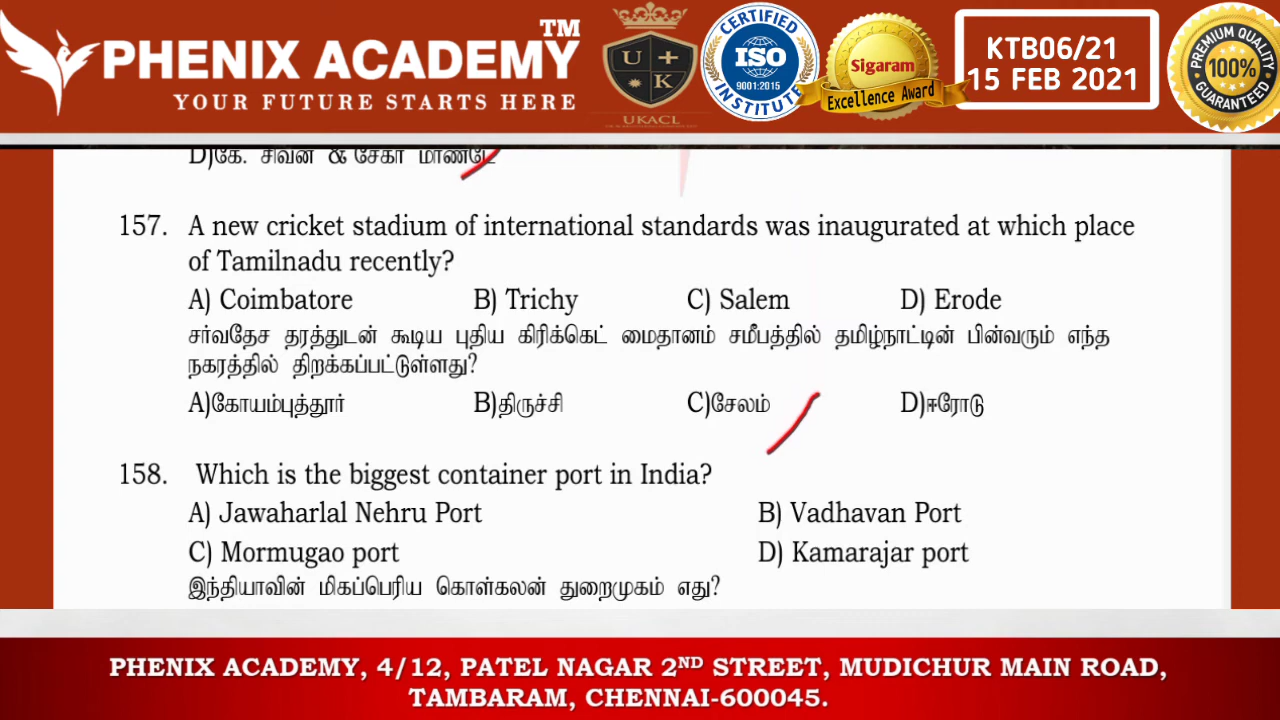 TM
PHENIX ACADEMY
YOUR FUTURE STARTS HERE
U + K
UKACL
CERTIFIED
ISO
9001:2015
INSTITUTE
Sigaram
Excellence Award
KTB06/21
15 FEB 2021
PREMIUM QUALITY
100%
GUARANTEED
D)கே. சிவன் & சேகர் மாண்டே
157. A new cricket stadium of international standards was inaugurated at which place
of Tamilnadu recently?
A) Coimbatore B) Trichy C) Salem D) Erode
சர்வதேச தரத்துடன் கூடிய புதிய கிரிக்கெட் மைதானம் சமீபத்தில் தமிழ்நாட்டின் பின்வரும் எந்த
நகரத்தில் திறக்கப்பட்டுள்ளது?
A)கோயம்புத்தூர் B)திருச்சி C)சேலம் D)ஈரோடு
158. Which is the biggest container port in India?
A) Jawaharlal Nehru Port B) Vadhavan Port
C) Mormugao port D) Kamarajar port
இந்தியாவின் மிகப்பெரிய கொள்கலன் துறைமுகம் எது?
PHENIX ACADEMY, 4/12, PATEL NAGAR 2ND STREET, MUDICHUR MAIN ROAD,
TAMBARAM, CHENNAI-600045.